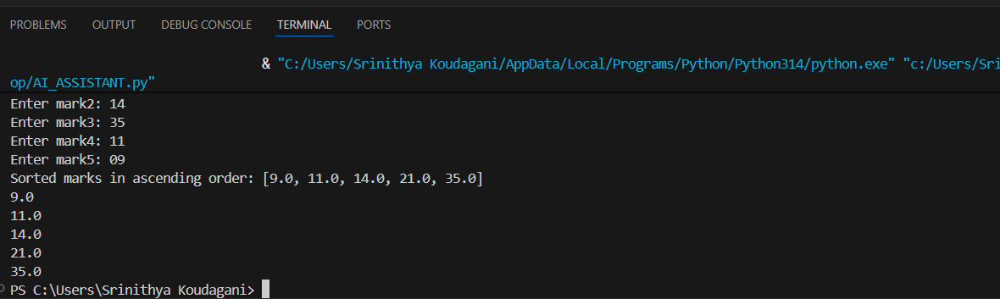 PROBLEMS OUTPUT DEBUG CONSOLE TERMINAL PORTS
& "C:/Users/Srinithya Koudagani/AppData/Local/Programs/Python/Python314/python.exe" "c:/Users/Sri
op/AI_ASSISTANT.py"
Enter mark2: 14
Enter mark3: 35
Enter mark4: 11
Enter mark5: 09
Sorted marks in ascending order: [9.0, 11.0, 14.0, 21.0, 35.0]
9.0
11.0
14.0
21.0
35.0
PS C:\Users\Srinithya Koudagani>